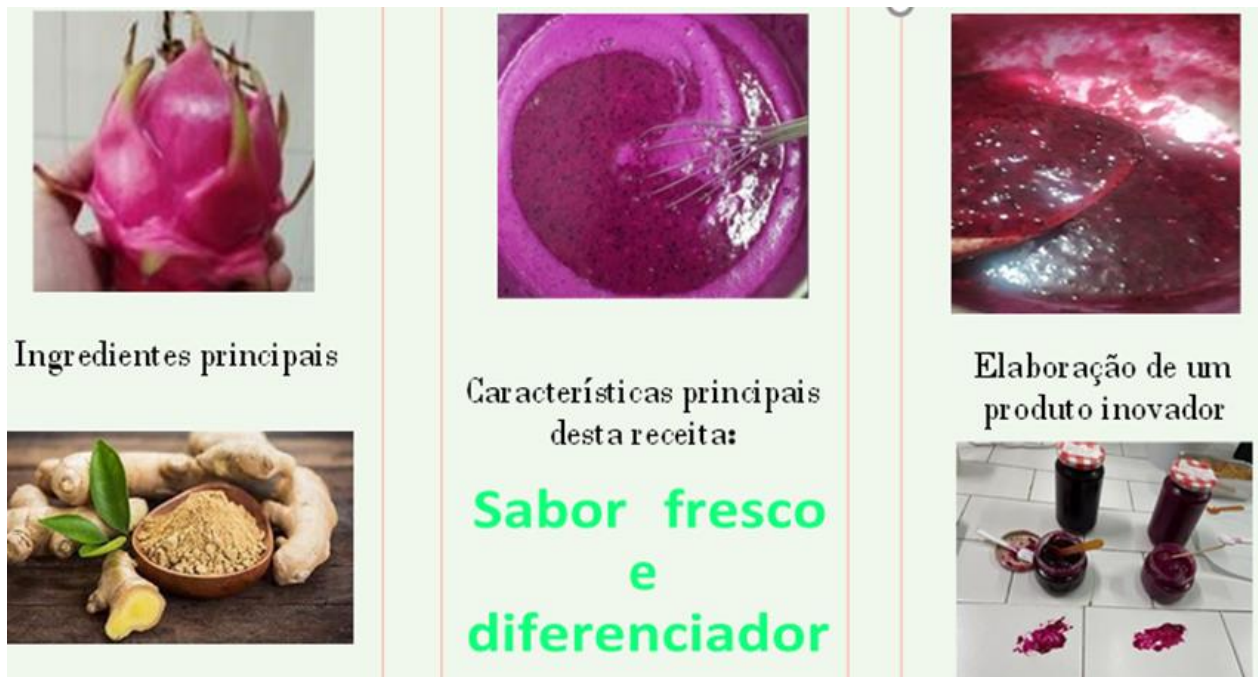 Ingredientes principais
Características principais
desta receita:
Sabor fresco
e
diferenciador
Elaboração de um
produto inovador